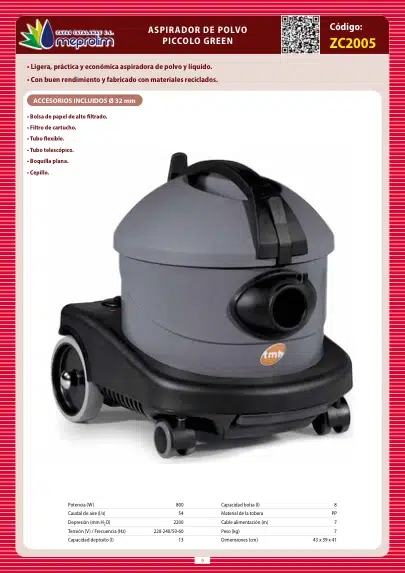 CAYRE CATALANAS S.L.
meprolim
ASPIRADOR DE POLVO
PICCOLO GREEN
Código:
ZC2005
• Ligera, práctica y económica aspiradora de polvo y líquido.
• Con buen rendimiento y fabricado con materiales reciclados.
ACCESORIOS INCLUIDOS Ø 32 mm
• Bolsa de papel de alto filtrado.
• Filtro de cartucho.
• Tubo flexible.
• Tubo telescópico.
• Boquilla plana.
• Cepillo.
tmb
Potencia (W) 800
Caudal de aire (l/s) 54
Depresión (mm H2O) 2200
Tensión (V) / Frecuencia (Hz) 220-240/50-60
Capacidad depósito (l) 13
Capacidad bolsa (l) 8
Material de la tobera PP
Cable alimentación (m) 7
Peso (kg) 7
Dimensiones (cm) 43 x 39 x 41